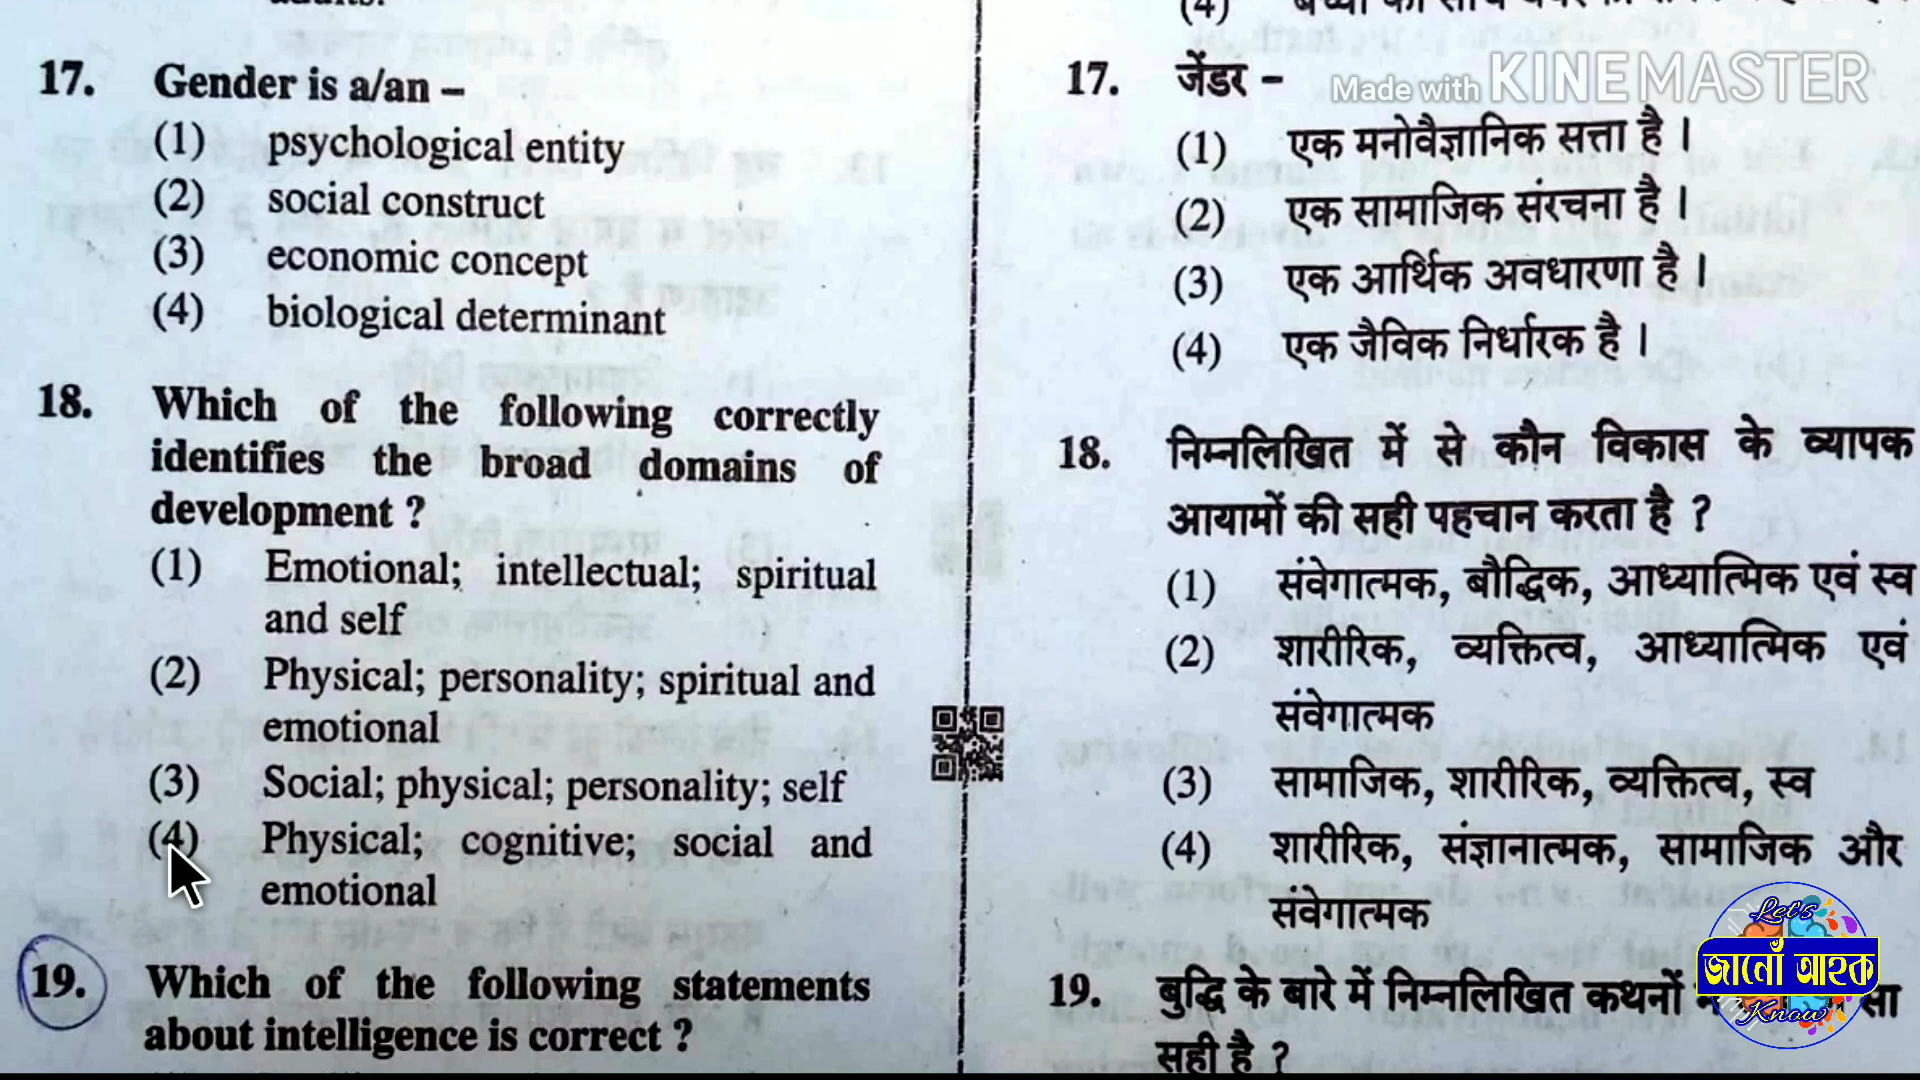 adults.
17. Gender is a/an –
(1) psychological entity
(2) social construct
(3) economic concept
(4) biological determinant
18. Which of the following correctly
identifies the broad domains of
development ?
(1) Emotional; intellectual; spiritual
and self
(2) Physical; personality; spiritual and
emotional
(3) Social; physical; personality; self
(4) Physical; cognitive; social and
emotional
19. Which of the following statements
about intelligence is correct ?
(4)
17. जेंडर –
(1) एक मनोवैज्ञानिक सत्ता है ।
(2) एक सामाजिक संरचना है ।
(3) एक आर्थिक अवधारणा है ।
(4) एक जैविक निर्धारक है ।
18. निम्नलिखित में से कौन विकास के व्यापक
आयामों की सही पहचान करता है ?
(1) संवेगात्मक, बौद्धिक, आध्यात्मिक एवं स्व
(2) शारीरिक, व्यक्तित्व, आध्यात्मिक एवं
संवेगात्मक
(3) सामाजिक, शारीरिक, व्यक्तित्व, स्व
(4) शारीरिक, संज्ञानात्मक, सामाजिक और
संवेगात्मक
19. बुद्धि के बारे में निम्नलिखित कथनों सा
सही है ?
Made with KINEMASTER
Let's
জানোঁ আহক
Know